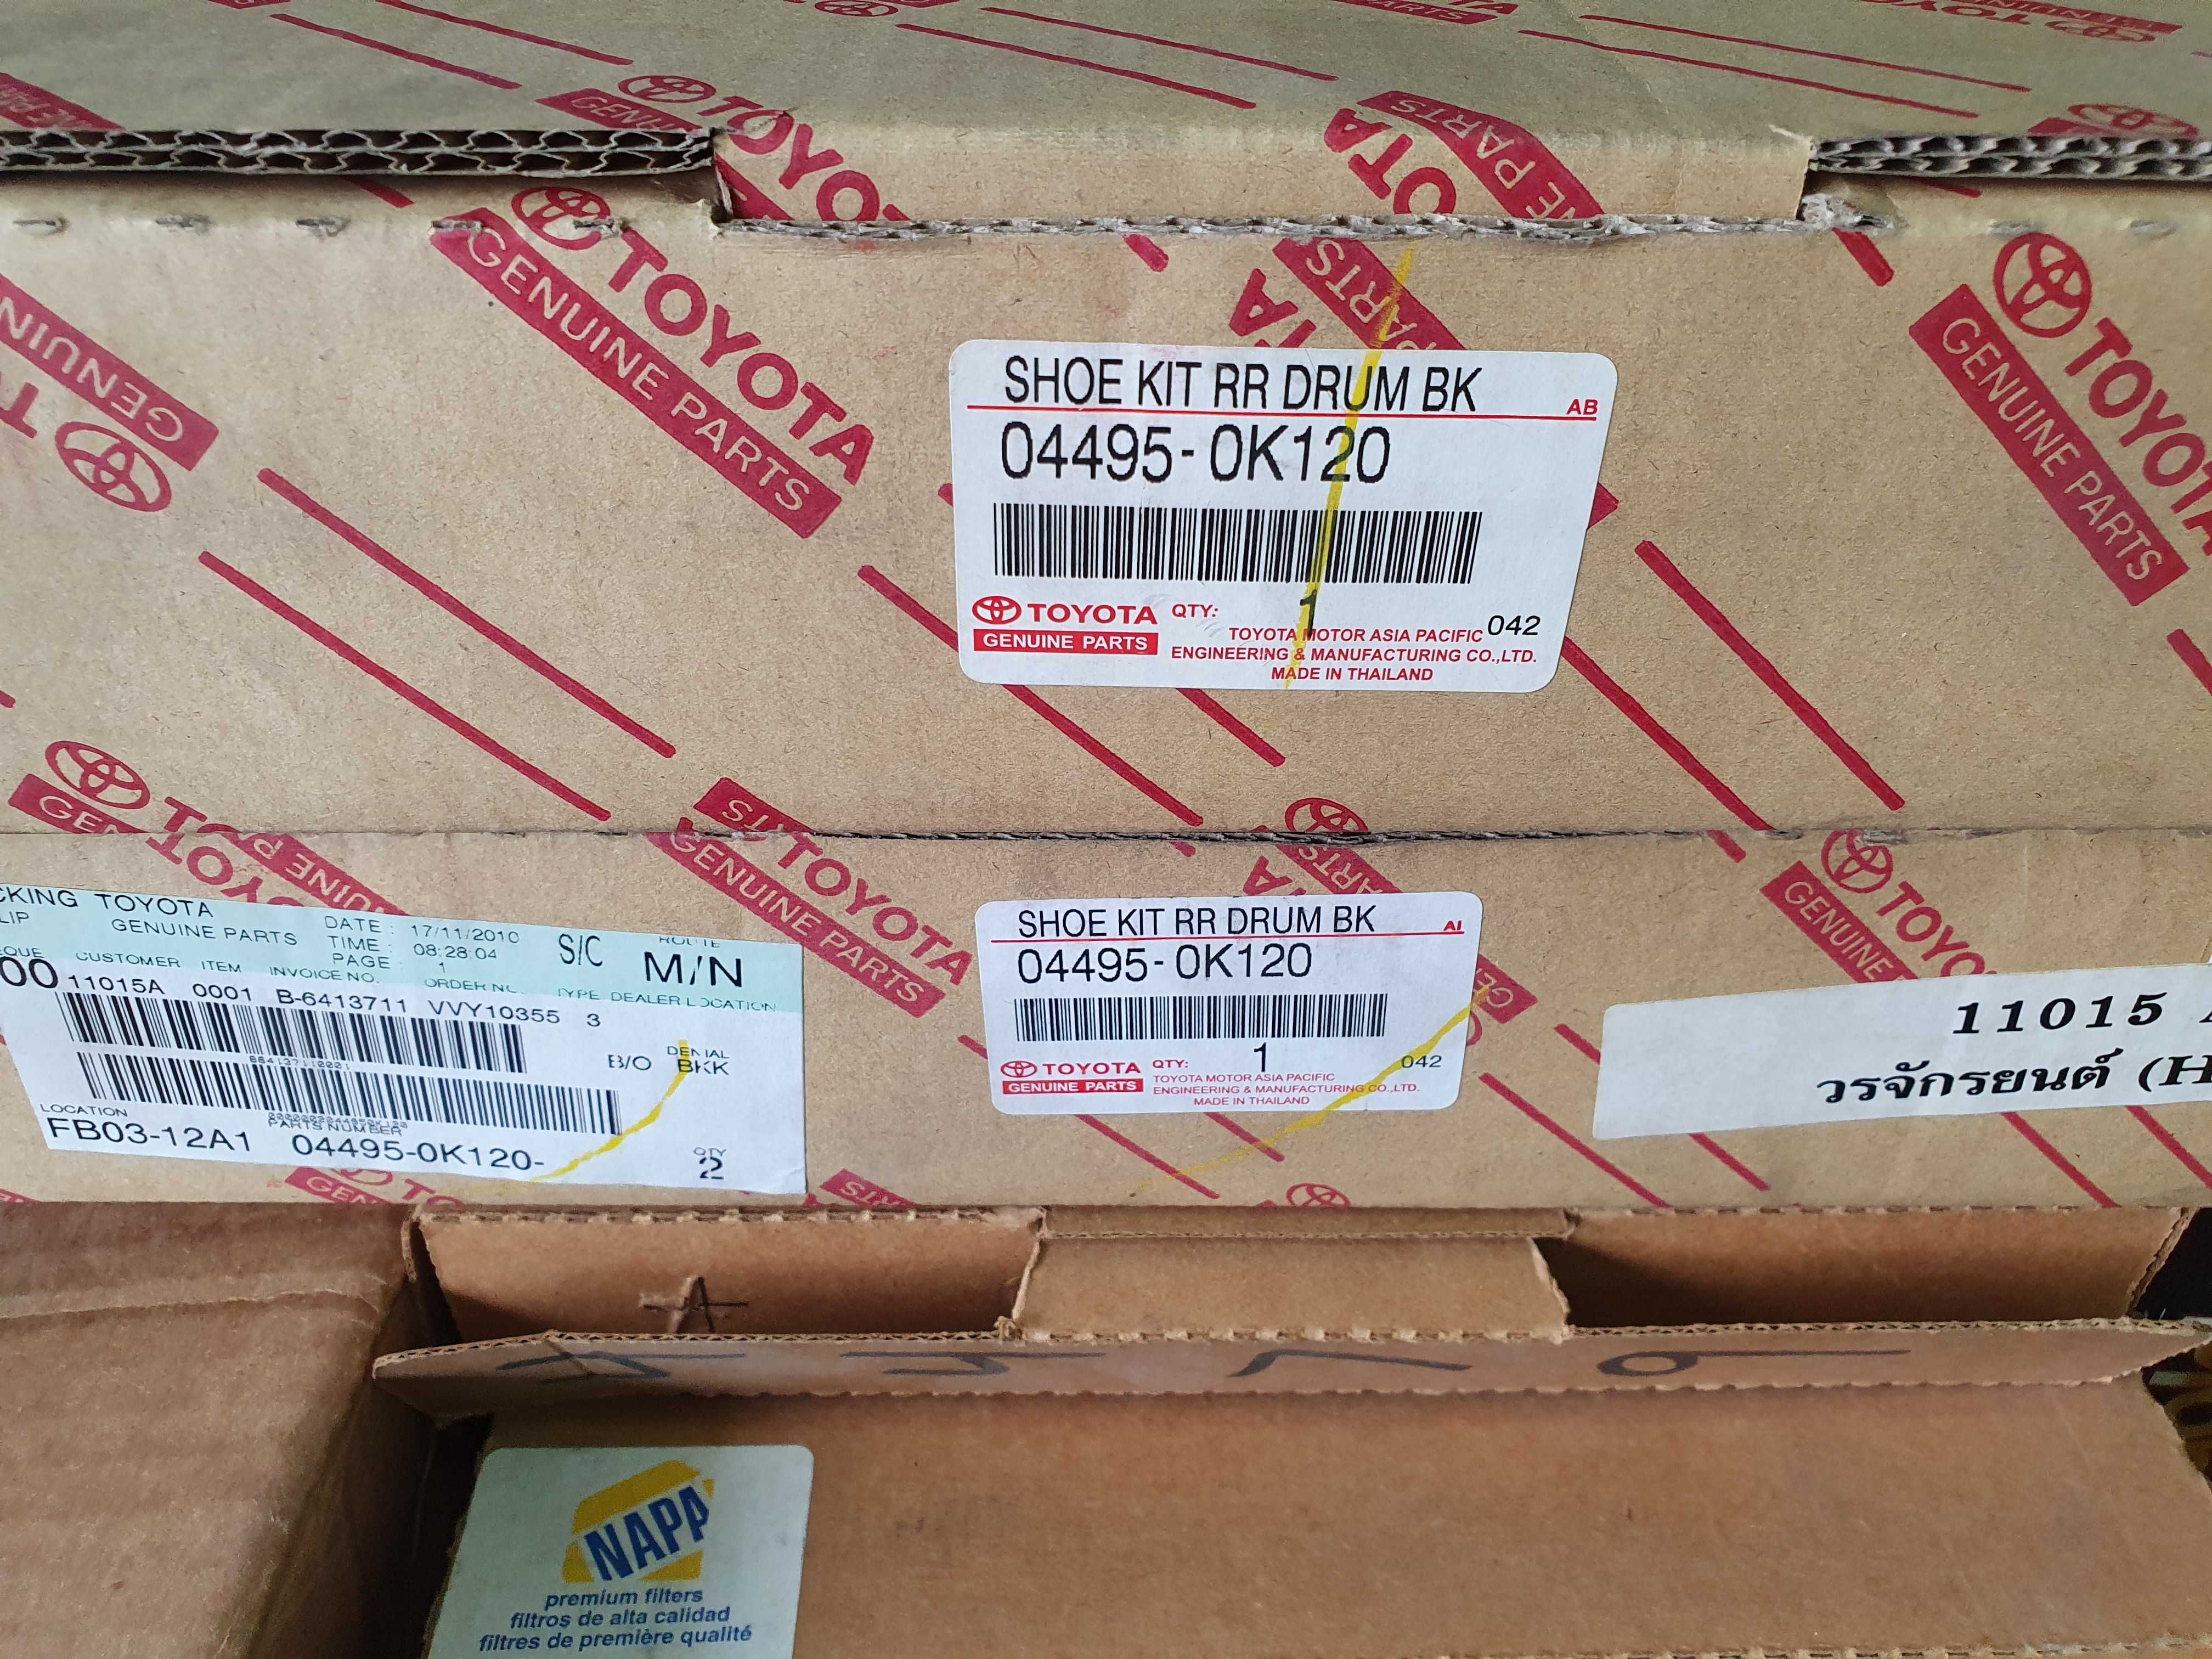 TOYOTA
GENUINE PARTS
SHOE KIT RR DRUM BK
AB
04495-0K120
TOYOTA
GENUINE PARTS
QTY:
1
042
TOYOTA MOTOR ASIA PACIFIC
ENGINEERING & MANUFACTURING CO.,LTD.
MADE IN THAILAND
TOYOTA
GENUINE PARTS
TOYOTA
GENUINE PARTS
DATE : 17/11/2010
TIME : 08:28:04
PAGE : 1
S/C
ROUTE
M/N
CUSTOMER ITEM INVOICE NO. ORDER NO. TYPE DEALER LOCATION
11015A 0001 B-6413711 VVY10355 3
B/O
BKK
LOCATION
FB03-12A1
PARTS NUMBER
04495-0K120-
QTY
2
SHOE KIT RR DRUM BK
AI
04495-0K120
TOYOTA
GENUINE PARTS
QTY:
1
042
TOYOTA MOTOR ASIA PACIFIC
ENGINEERING & MANUFACTURING CO.,LTD.
MADE IN THAILAND
11015
วรจักรยนต์ (H
NAPA
premium filters
filtros de alta calidad
filtres de première qualité